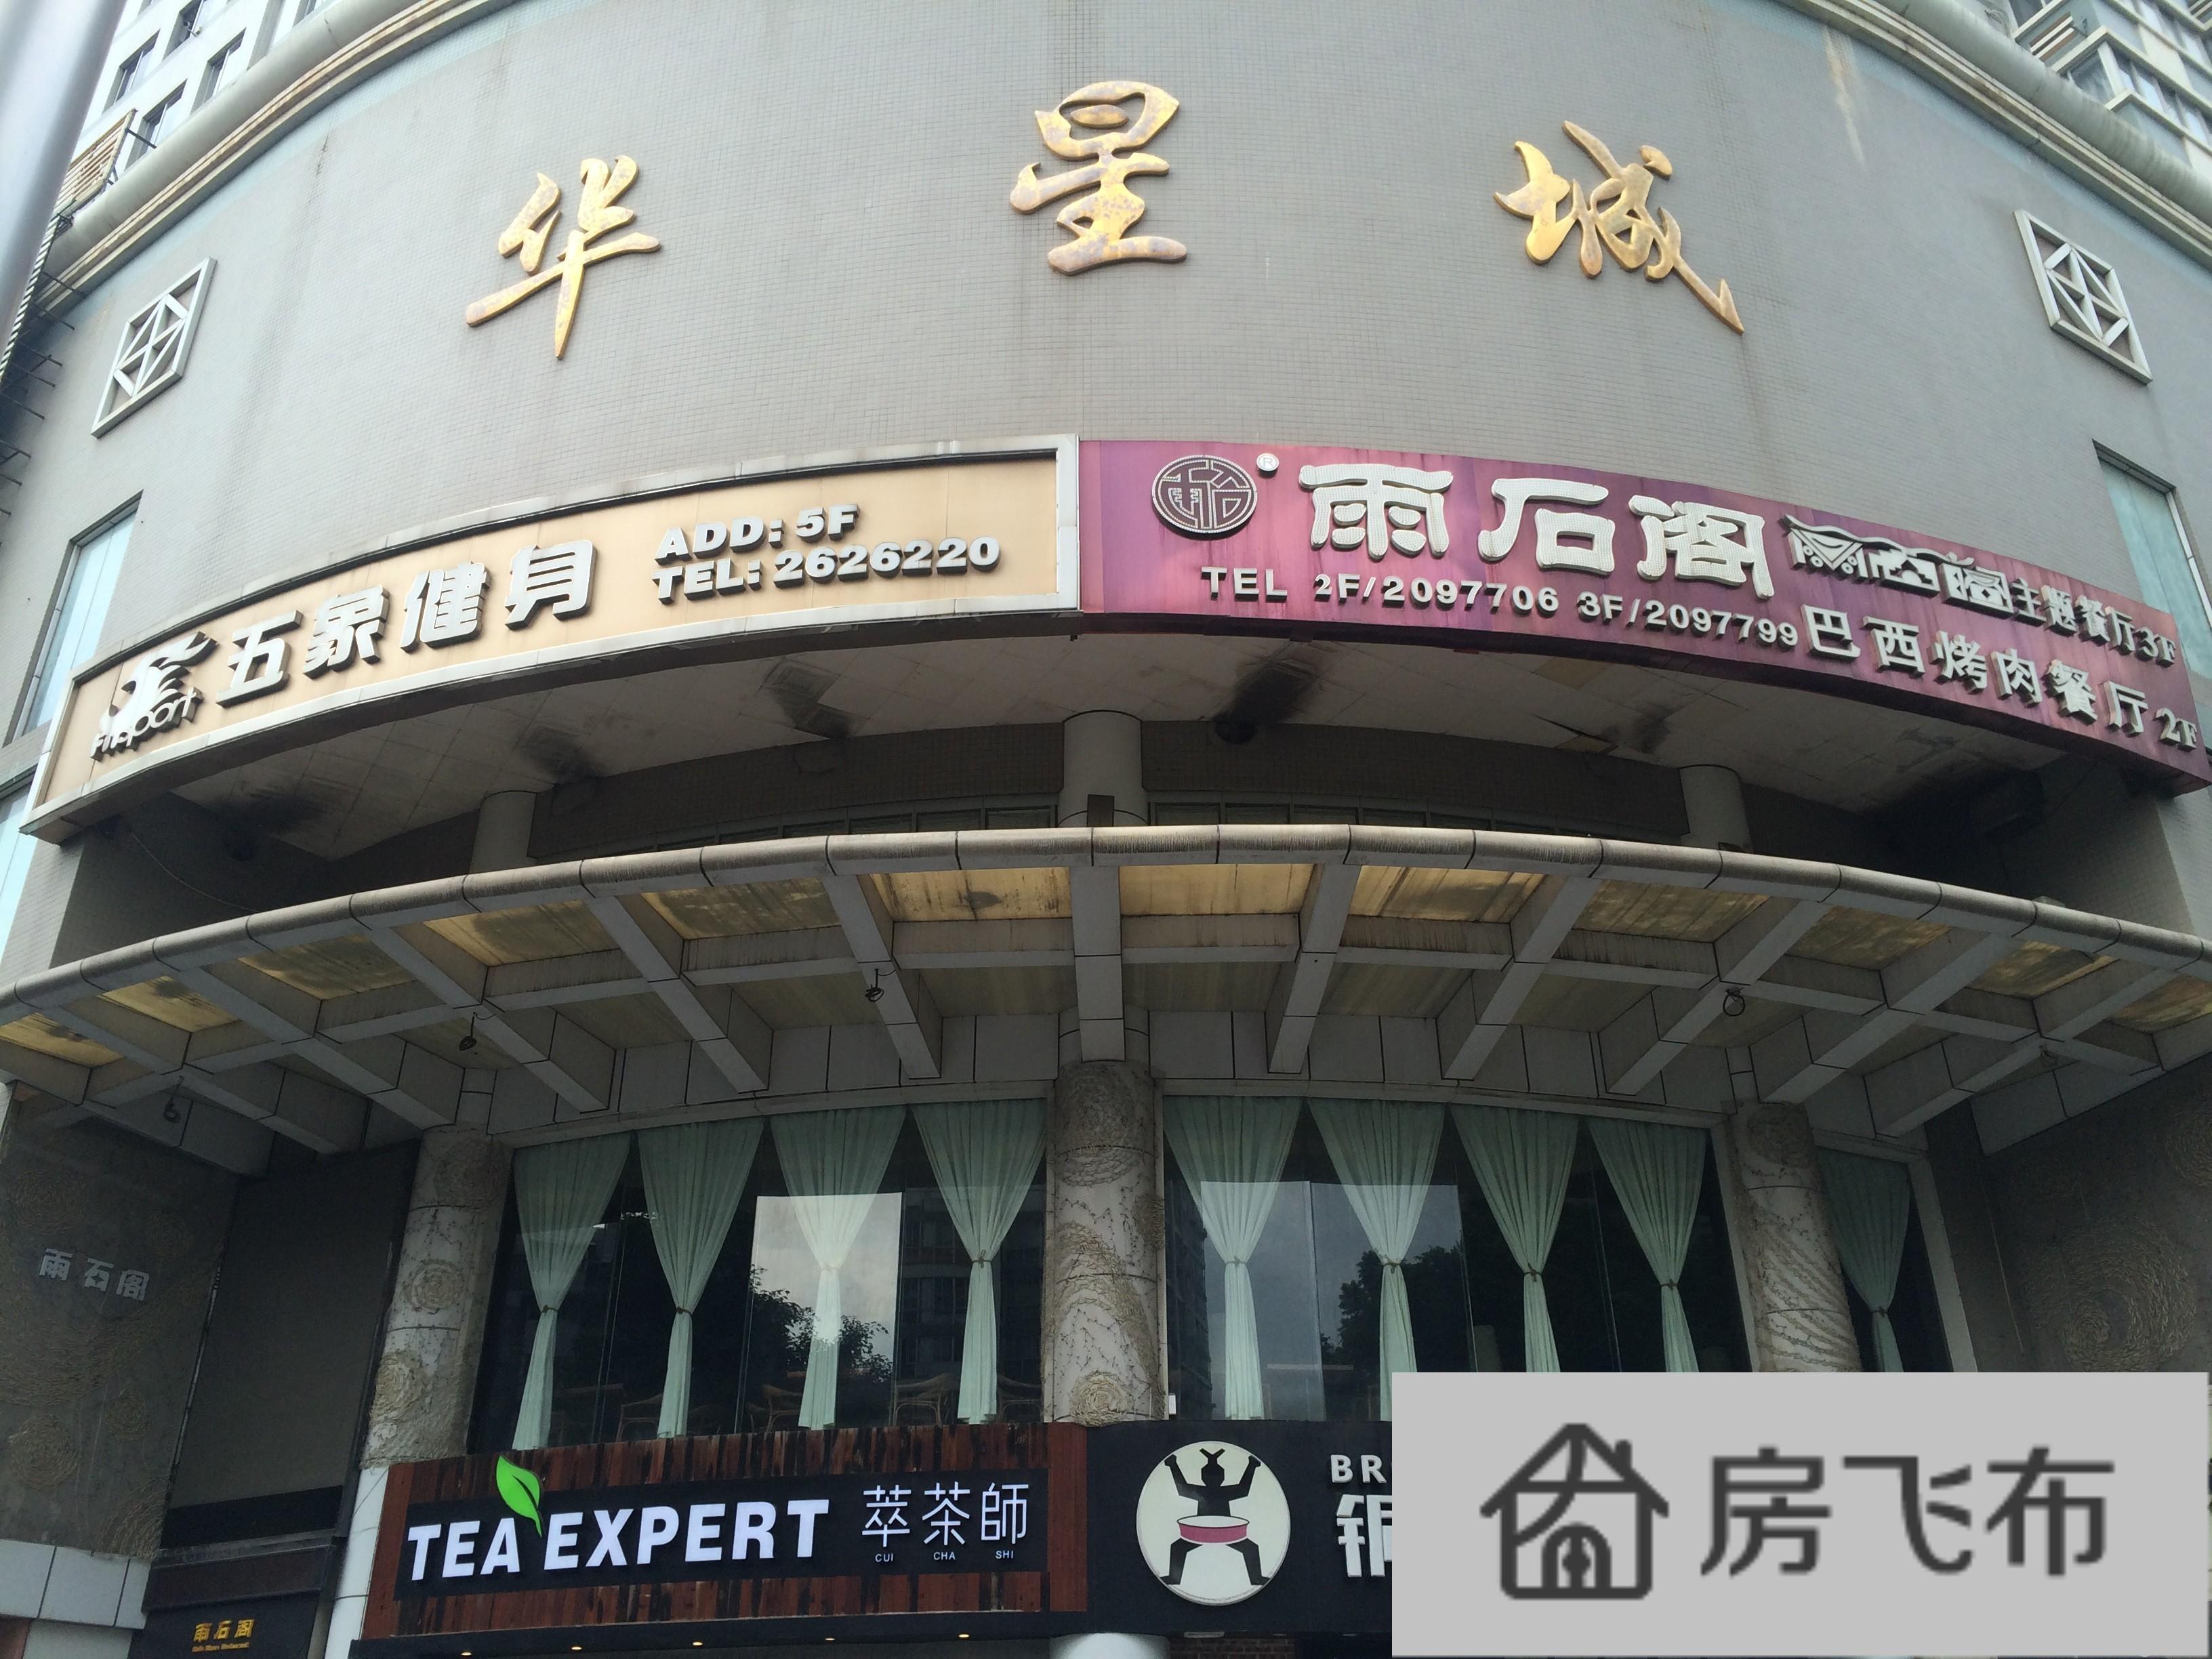 华星城
五象健身
ADD: 5F
TEL: 2626220
雨石阁
主题餐厅3F
TEL 2F/2097706 3F/2097799
巴西烤肉餐厅2F
雨石阁
TEA EXPERT 萃茶師
CUI CHA SHI
BR
雨石阁
房飞布